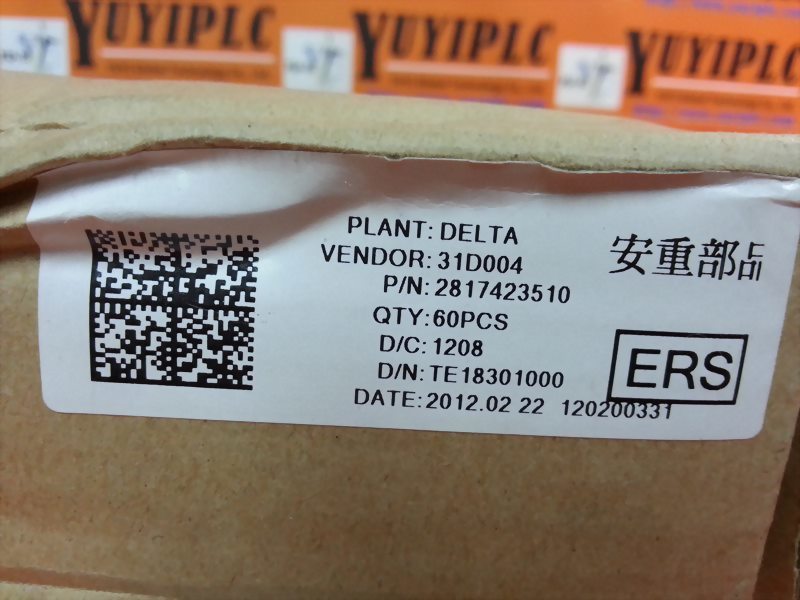 YUYIPLC YUYIPLC YUYIPLC
PLANT: DELTA
VENDOR: 31D004
P/N: 2817423510
QTY:60PCS
D/C: 1208
D/N: TE18301000
DATE: 2012.02 22 120200331
安重部品
ERS